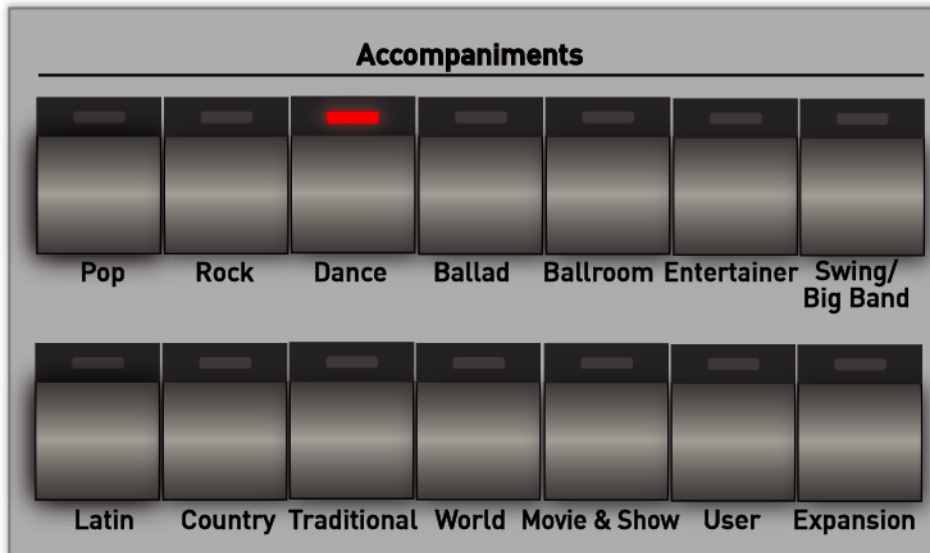 Accompaniments
Pop Rock Dance Ballad Ballroom Entertainer Swing/
Big Band
Latin Country Traditional World Movie & Show User Expansion